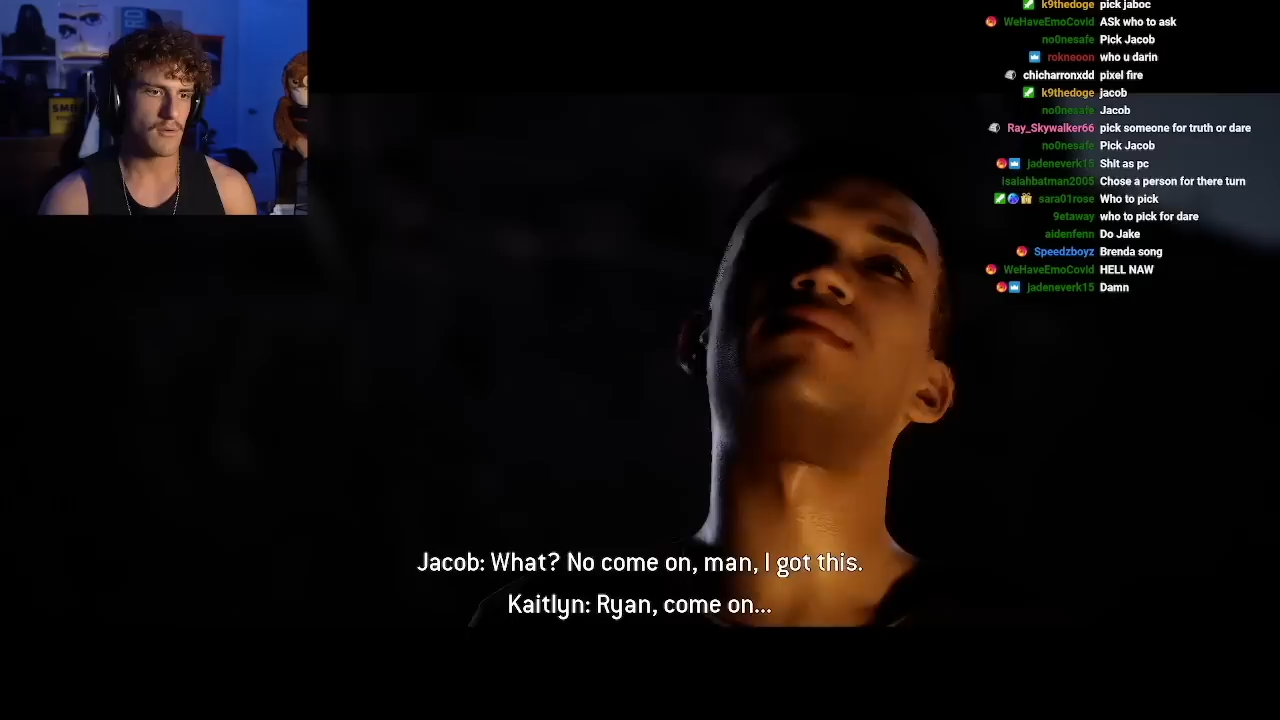 k9thedoge pick jaboc
WeHaveEmoCovid ASk who to ask
no0nesafe Pick Jacob
rokneoon who u darin
chicharronxdd pixel fire
k9thedoge jacob
no0nesafe Jacob
Ray_Skywalker66 pick someone for truth or dare
no0nesafe Pick Jacob
jadeneverk15 Shit as pc
Isaiahbatman2005 Chose a person for there turn
sara01rose Who to pick
9etaway who to pick for dare
aidenfenn Do Jake
Speedzboyz Brenda song
WeHaveEmoCovid HELL NAW
jadeneverk15 Damn
Jacob: What? No come on, man, I got this.
Kaitlyn: Ryan, come on...